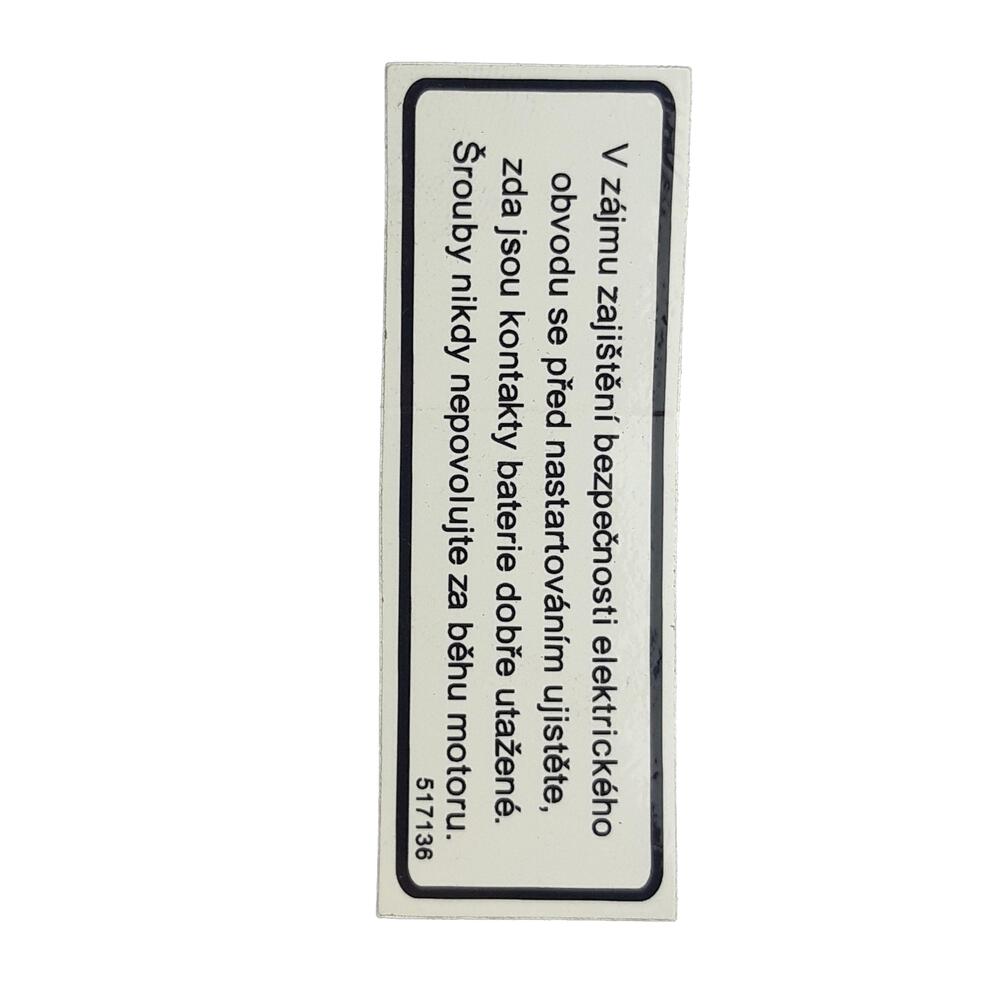 V zájmu zajištění bezpečnosti elektrického
obvodu se před nastartováním ujistěte,
zda jsou kontakty baterie dobře utažené.
Šrouby nikdy nepovolujte za běhu motoru.
517136